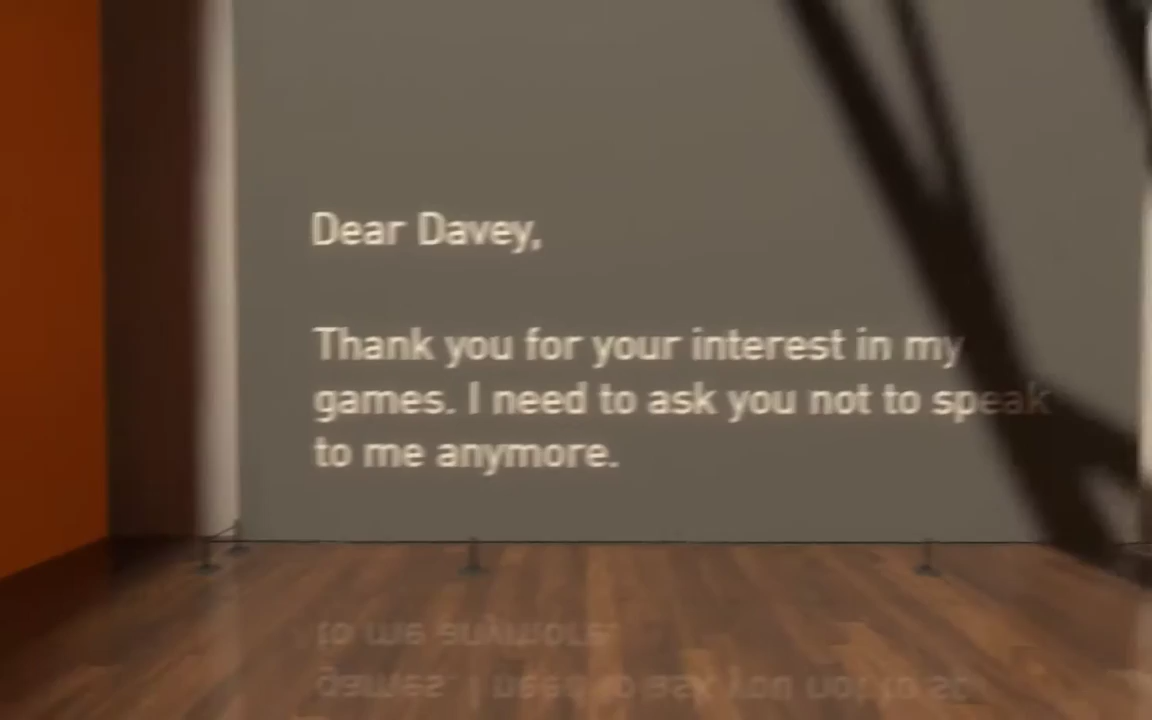 Dear Davey,
Thank you for your interest in my
games. I need to ask you not to speak
to me anymore.